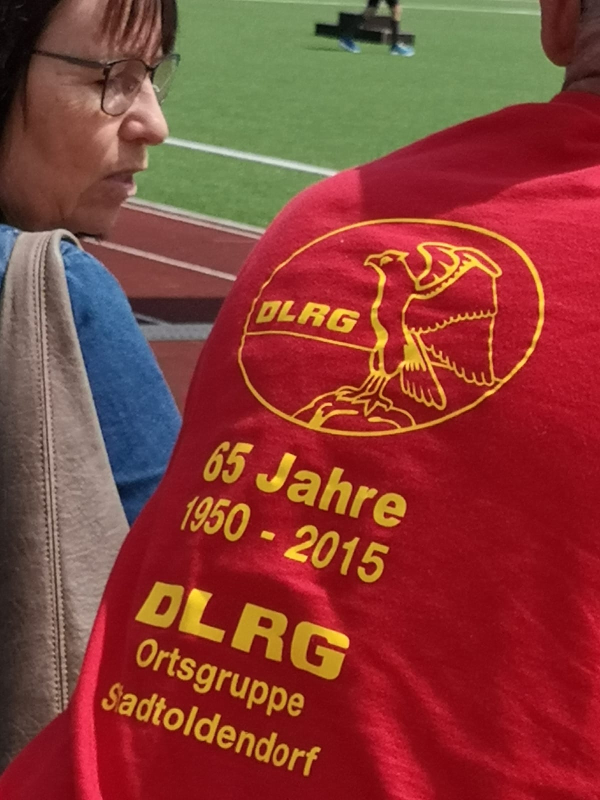 DLRG
65 Jahre
1950 - 2015
DLRG
Ortsgruppe
Stadtoldendorf